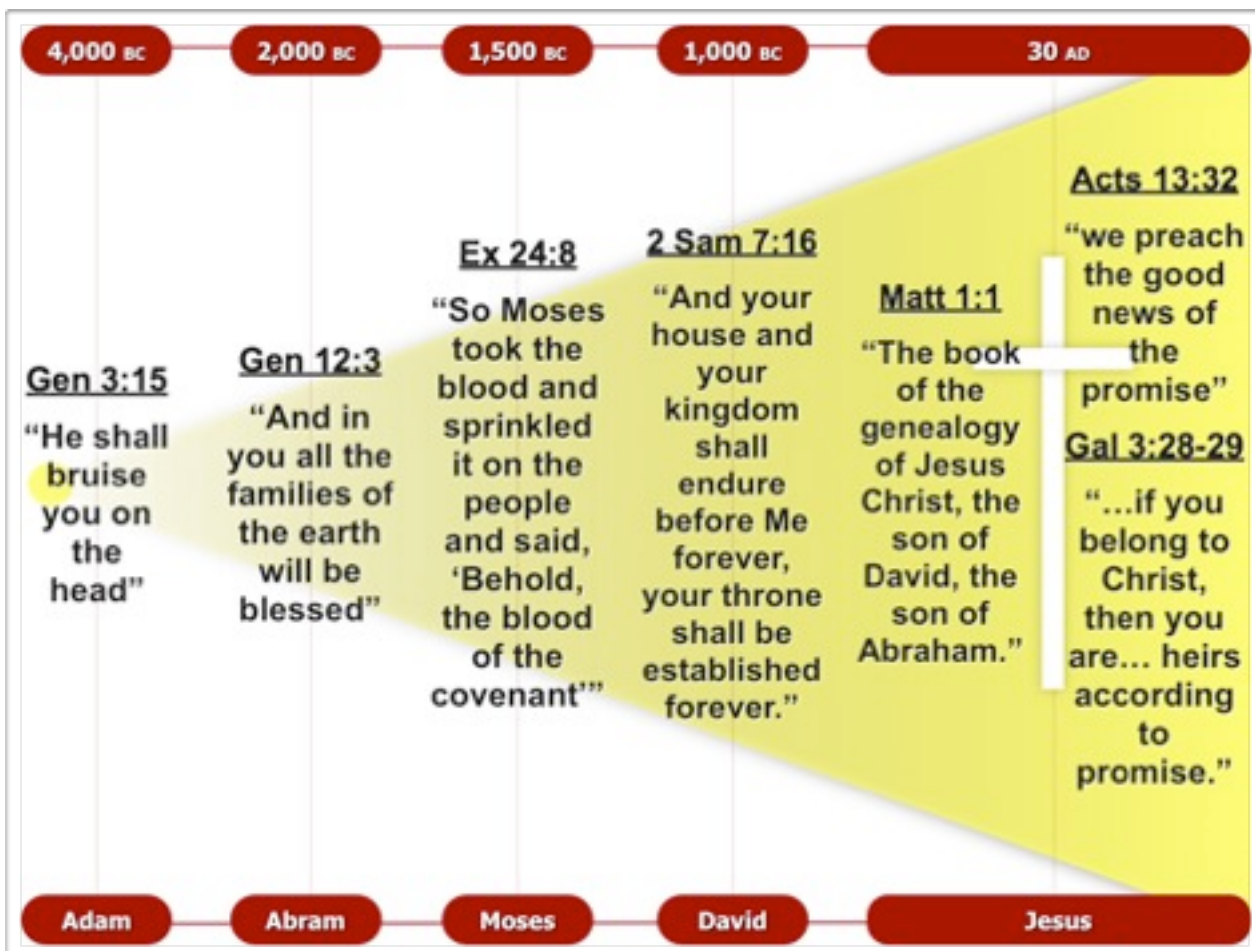 4,000 BC
2,000 BC
1,500 BC
1,000 BC
30 AD
Gen 3:15
“He shall
bruise
you on
the
head”
Gen 12:3
“And in
you all the
families of
the earth
will be
blessed”
Ex 24:8
“So Moses
took the
blood and
sprinkled
it on the
people
and said,
‘Behold,
the blood
of the
covenant’”
2 Sam 7:16
“And your
house and
your
kingdom
shall
endure
before Me
forever,
your throne
shall be
established
forever.”
Matt 1:1
“The book
of the
genealogy
of Jesus
Christ, the
son of
David, the
son of
Abraham.”
Acts 13:32
“we preach
the good
news of
the
promise”
Gal 3:28-29
“…if you
belong to
Christ,
then you
are… heirs
according
to
promise.”
Adam
Abram
Moses
David
Jesus